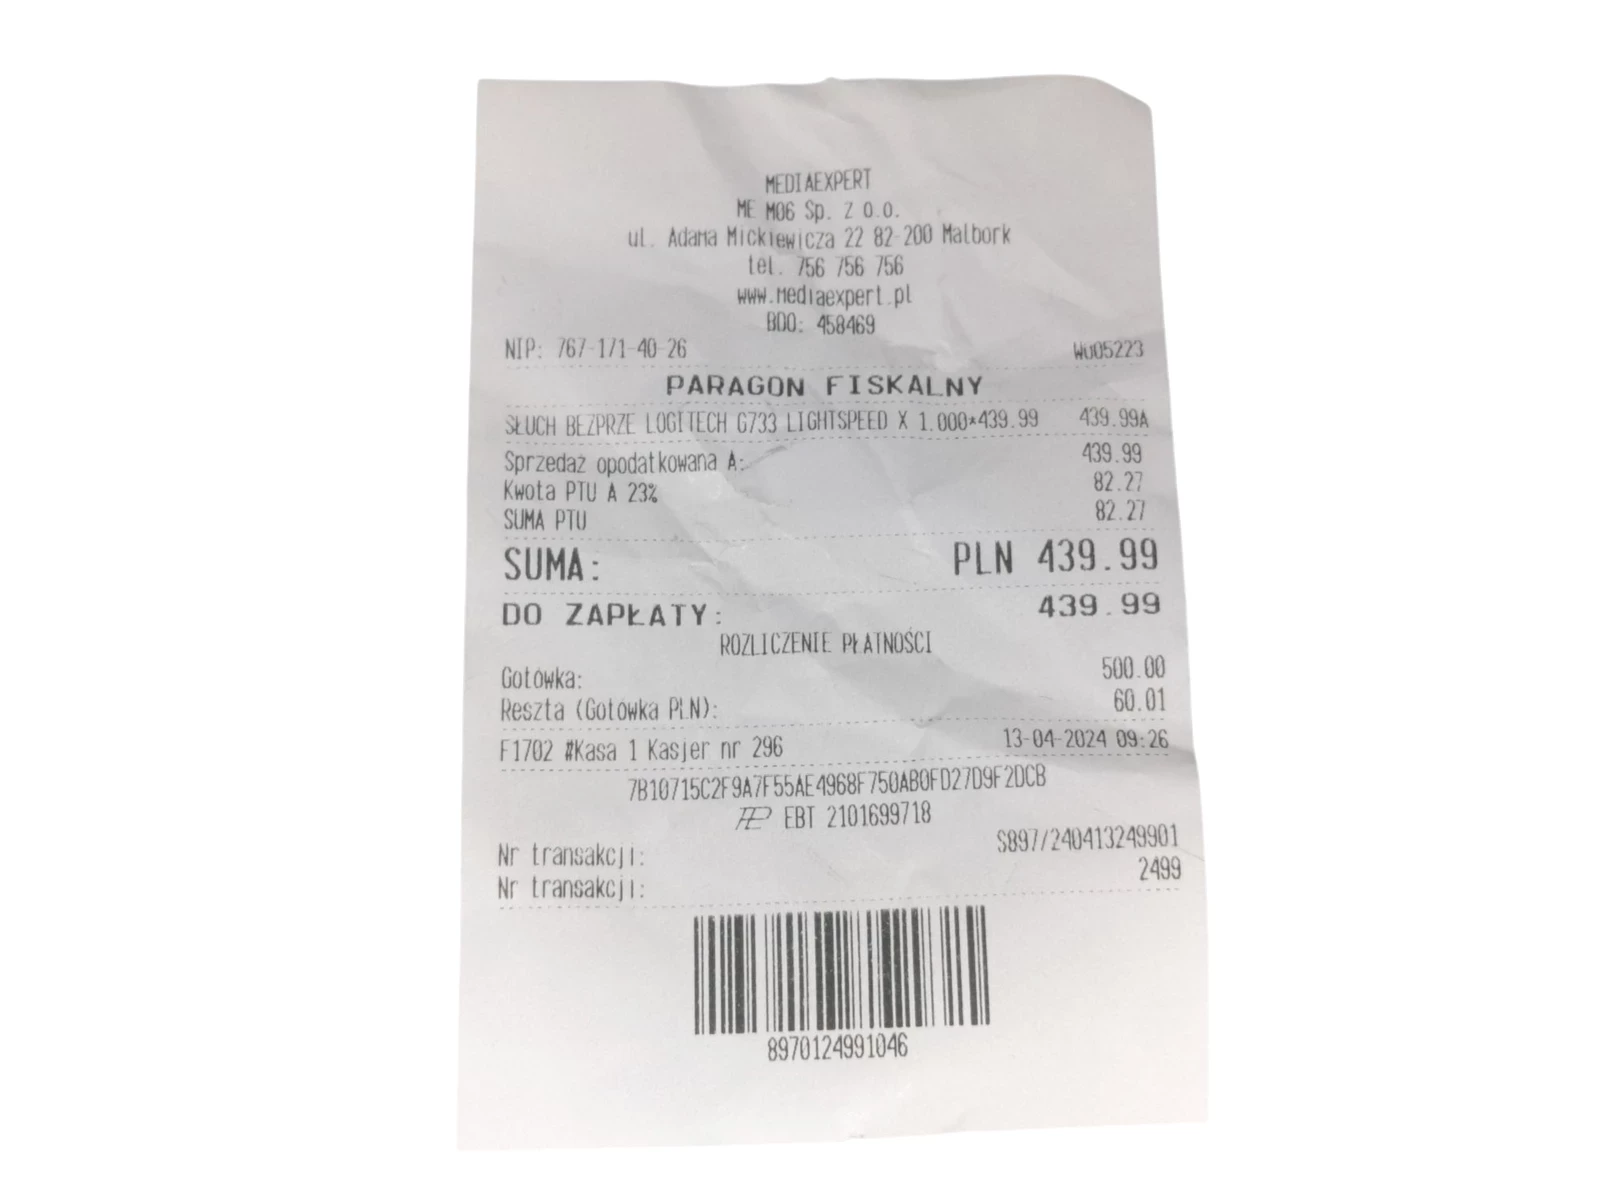 MEDIAEXPERT
ME M06 Sp. Z o.o.
ul. Adama Mickiewicza 22 82-200 Malbork
tel. 756 756 756
www.mediaexpert.pl
BDO: 458469
NIP: 767-171-40-26 Wu05223
PARAGON FISKALNY
SŁUCH BEZPRZE LOGITECH G733 LIGHTSPEED X 1.000*439.99 439.99A
Sprzedaż opodatkowana A: 439.99
Kwota PTU A 23% 82.27
SUMA PTU 82.27
SUMA: PLN 439.99
DO ZAPŁATY: 439.99
ROZLICZENIE PŁATNOŚCI
Gotówka: 500.00
Reszta (Gotówka PLN): 60.01
F1702 #Kasa 1 Kasjer nr 296 13-04-2024 09:26
7B10715C2F9A7F55AE4968F750AB0FD27D9F2DCB
EBT 2101699718
Nr transakcji: S897/240413249901
Nr transakcji: 2499
8970124991046